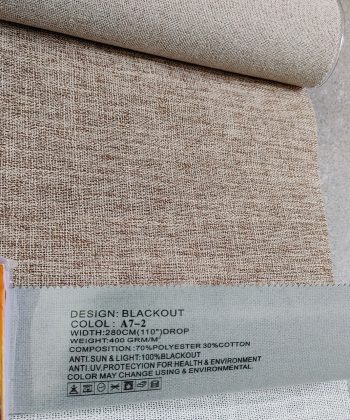 DESIGN: BLACKOUT
COLOL: A7-2
WIDTH:280CM(110")DROP
WEIGHT:400 GRM/M²
COMPOSITION :70%POLYESTER 30%COTTON
ANTI.SUN & LIGHT:100%BLACKOUT
ANTI.UV.PROTECYION FOR HEALTH & ENVIRONMENT
COLOR MAY CHANGE USING & ENVIRONMENTAL